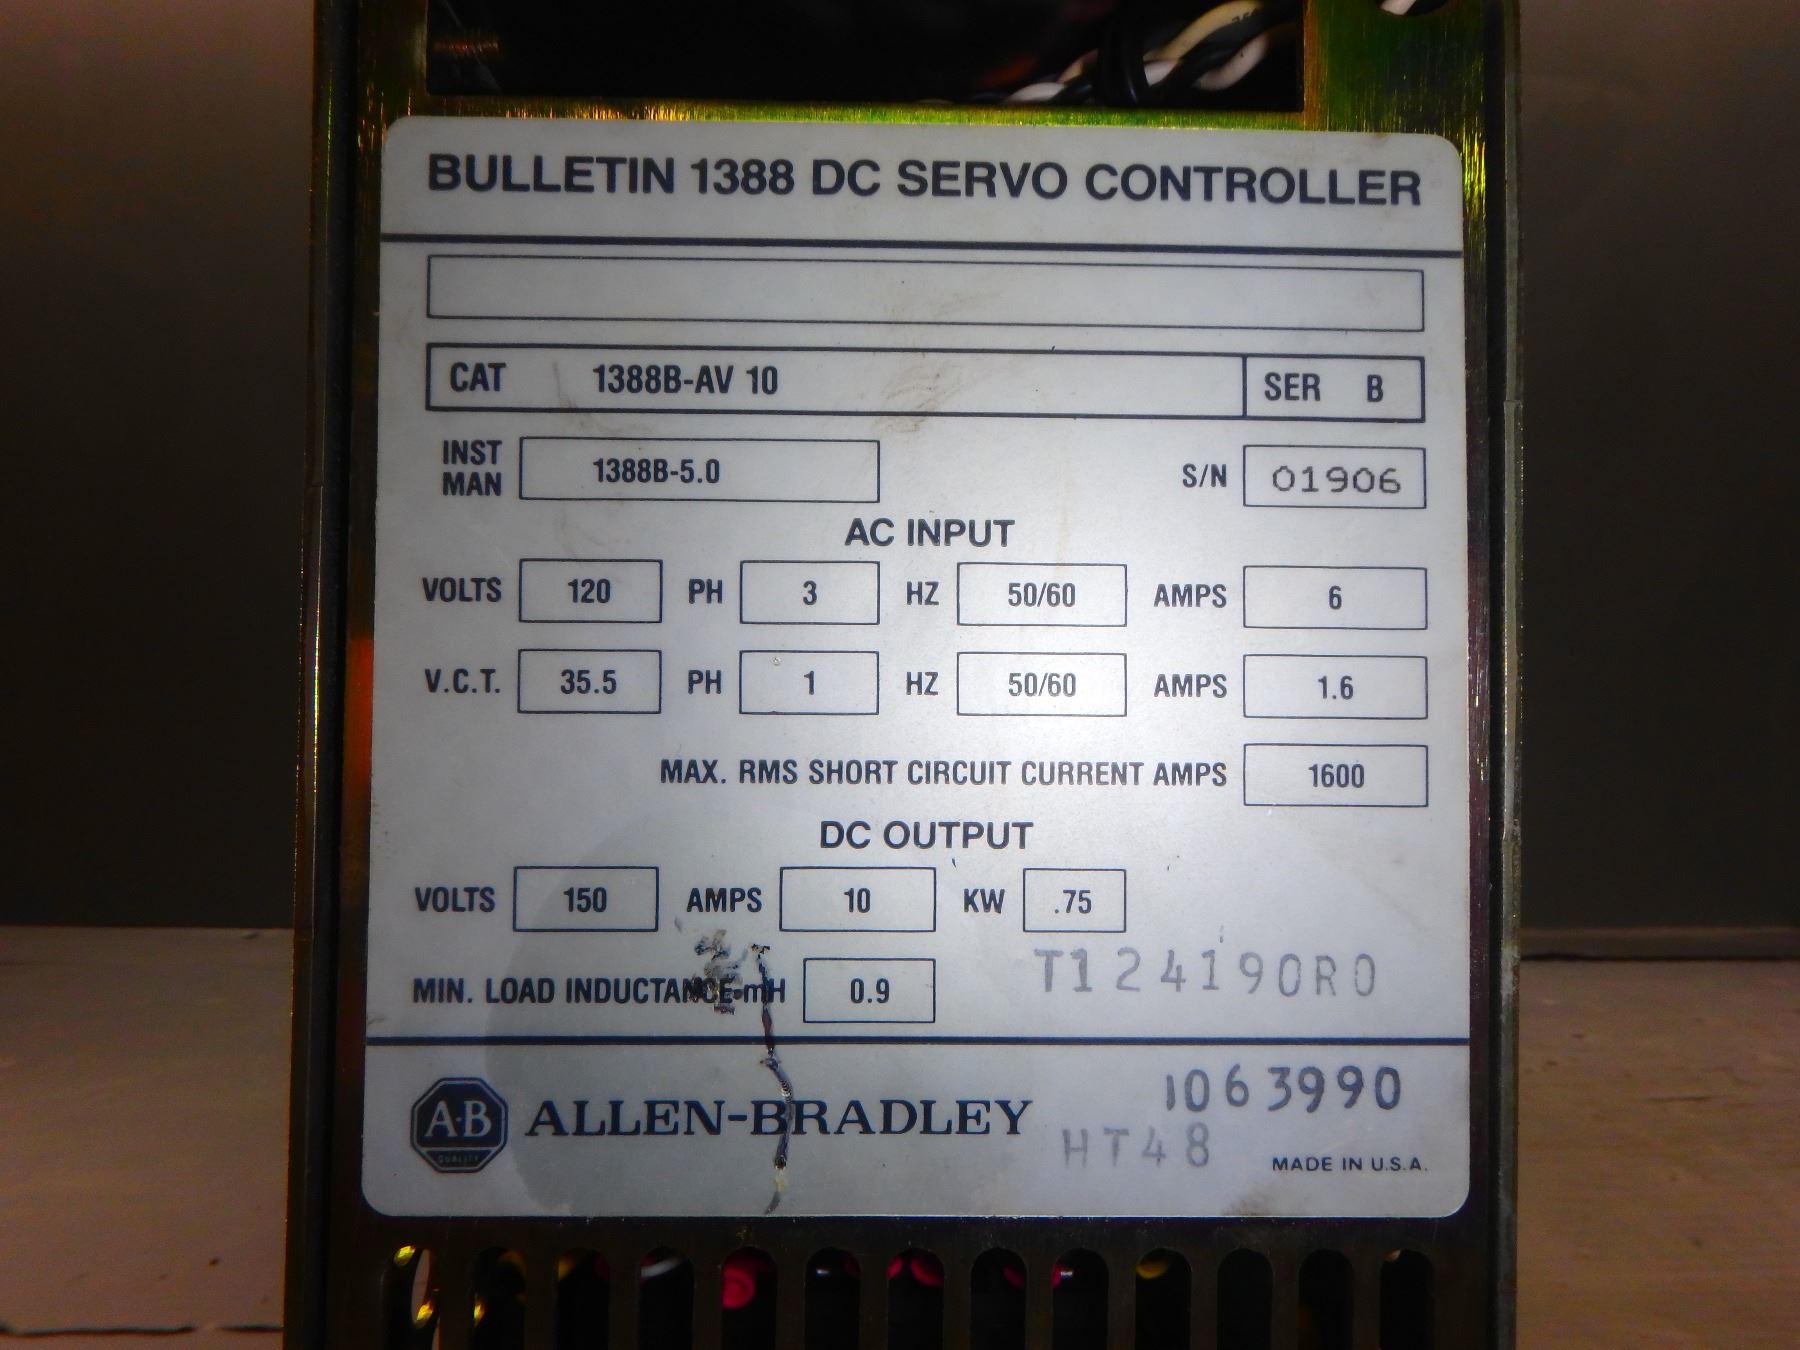 BULLETIN 1388 DC SERVO CONTROLLER
CAT 1388B-AV 10 SER B
INST MAN 1388B-5.0 S/N 01906
AC INPUT
VOLTS 120 PH 3 HZ 50/60 AMPS 6
V.C.T. 35.5 PH 1 HZ 50/60 AMPS 1.6
MAX. RMS SHORT CIRCUIT CURRENT AMPS 1600
DC OUTPUT
VOLTS 150 AMPS 10 KW .75
MIN. LOAD INDUCTANCE-mH 0.9 T124190R0
A-B QUALITY ALLEN-BRADLEY 1063990
HT48 MADE IN U.S.A.